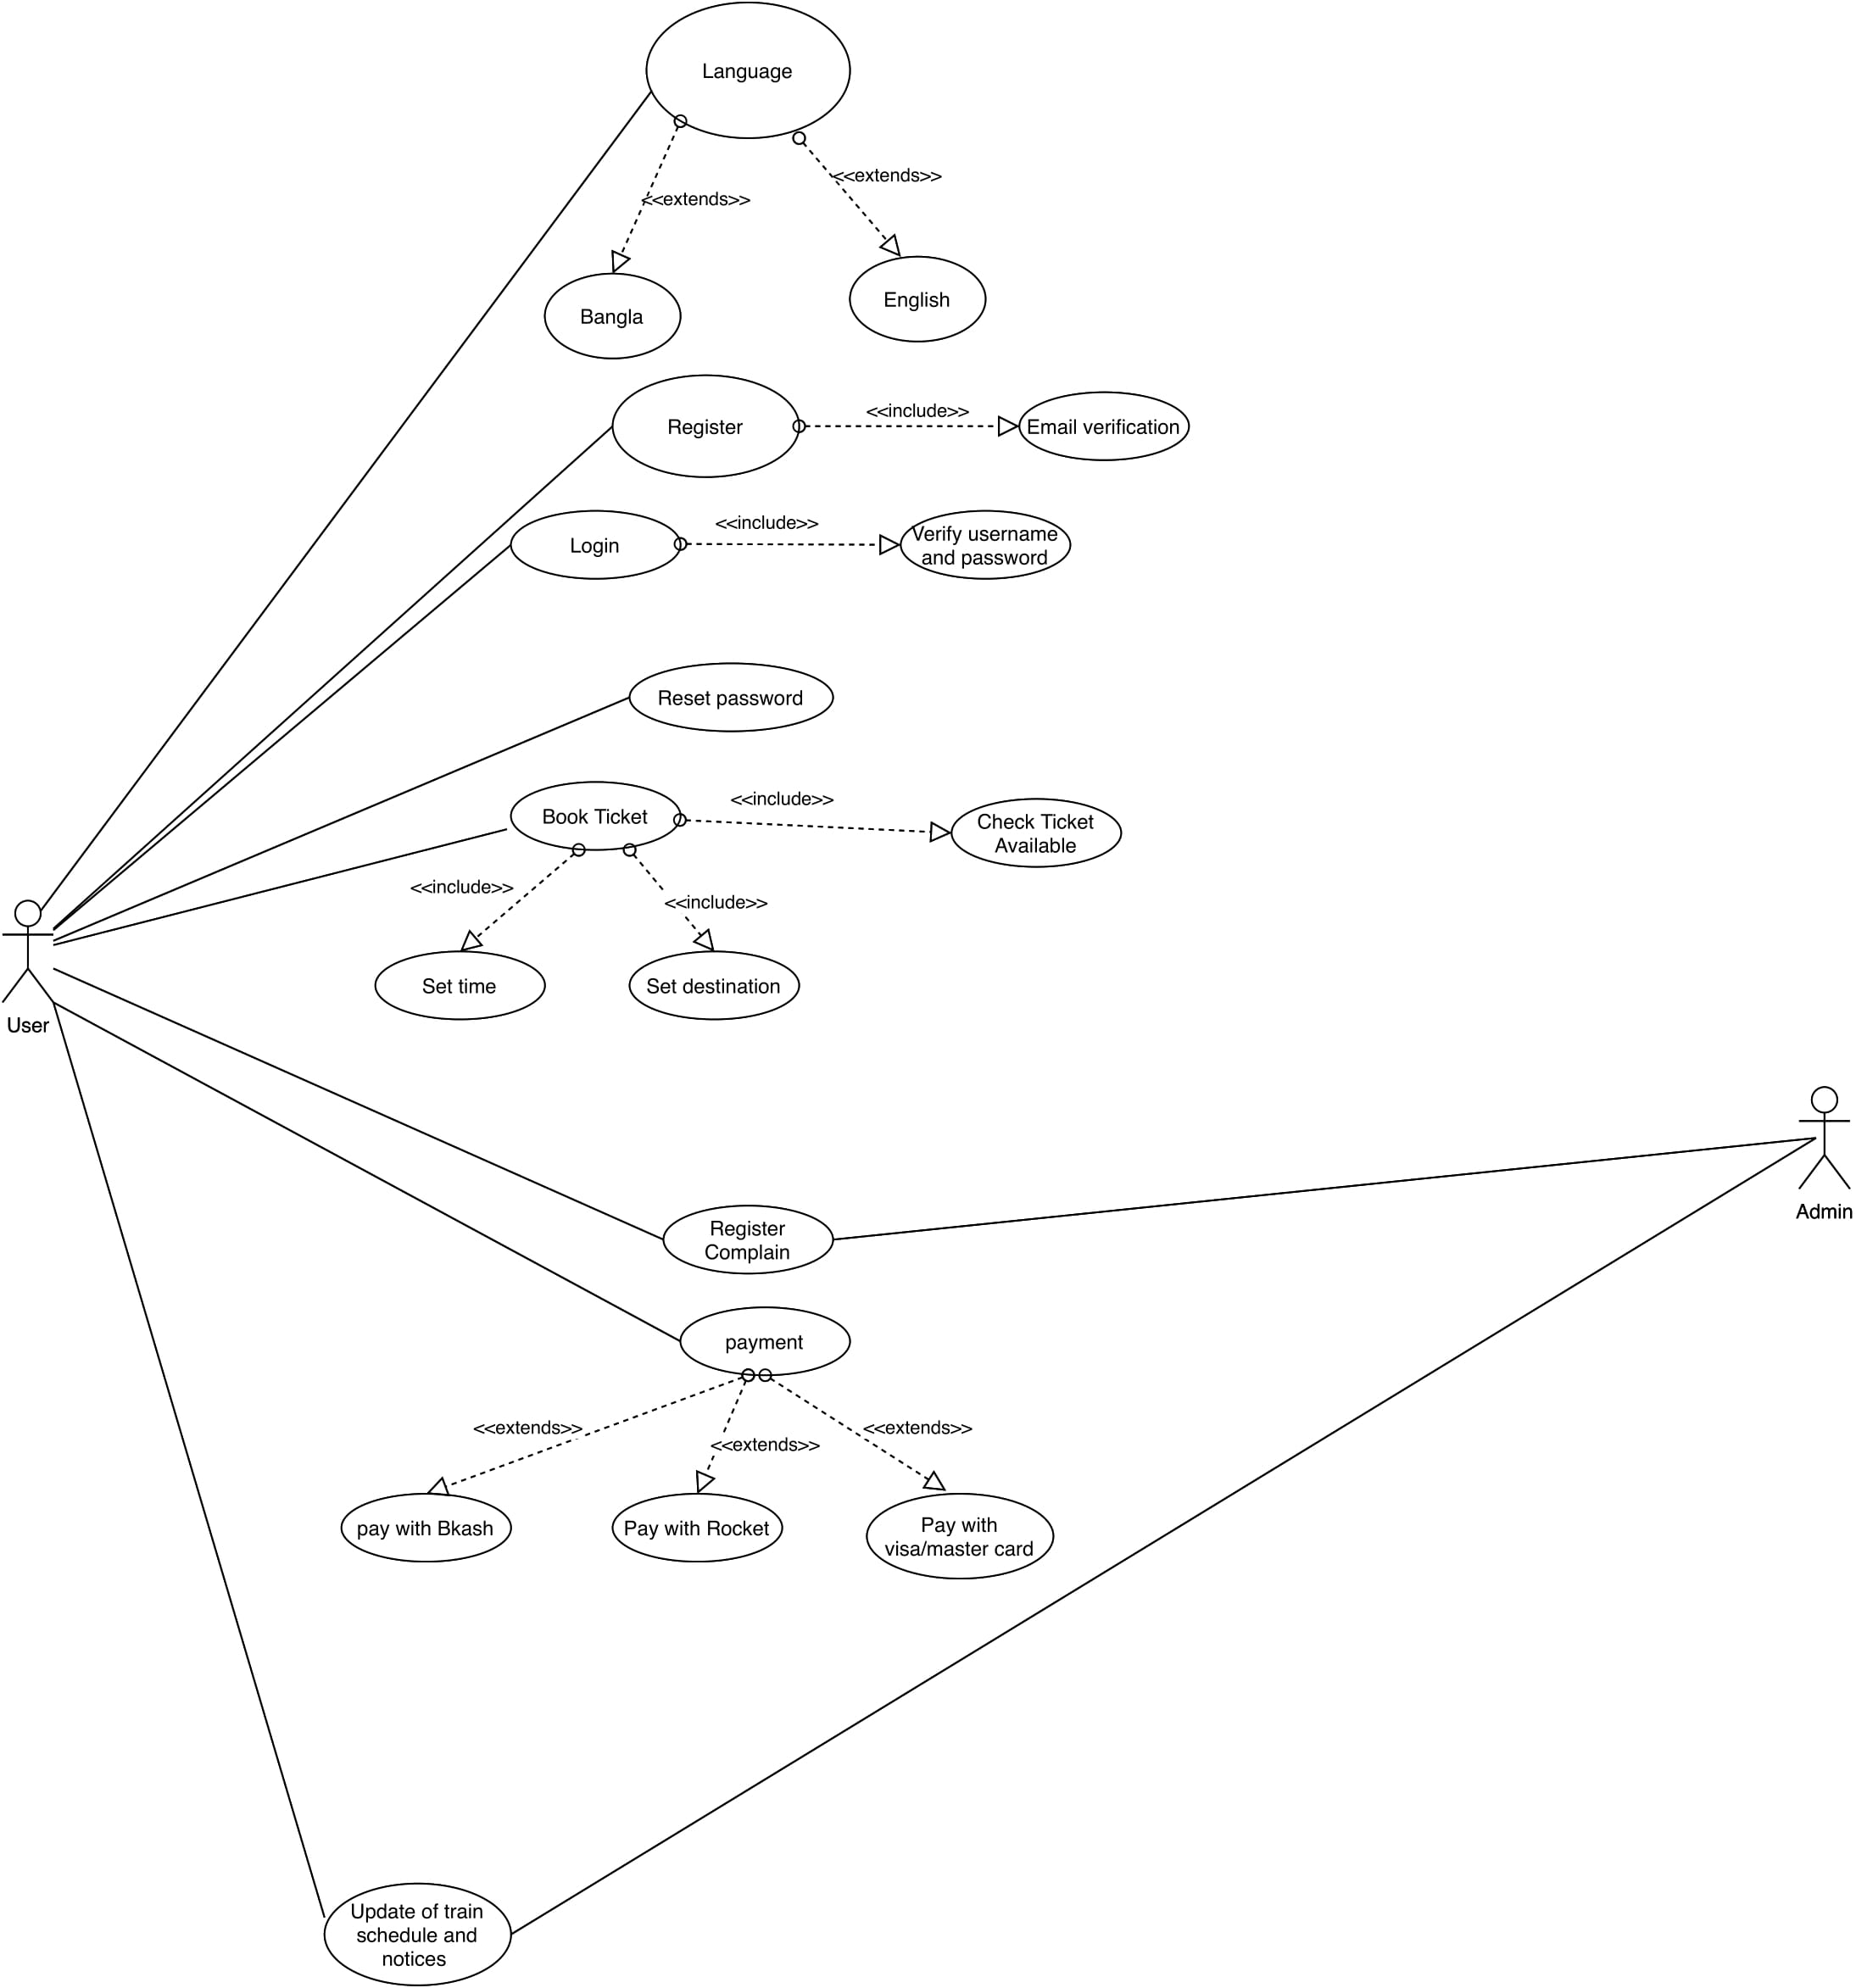 Language
<<extends>>
<<extends>>
English
Bangla
<<include>>
Register
Email verification
<<include>>
Login
Verify username
and password
Reset password
<<include>>
Book Ticket
Check Ticket
Available
<<include>>
<<include>>
Set time
Set destination
User
Admin
Register
Complain
payment
<<extends>>
<<extends>>
<<extends>>
pay with Bkash
Pay with Rocket
Pay with
visa/master card
Update of train
schedule and
notices